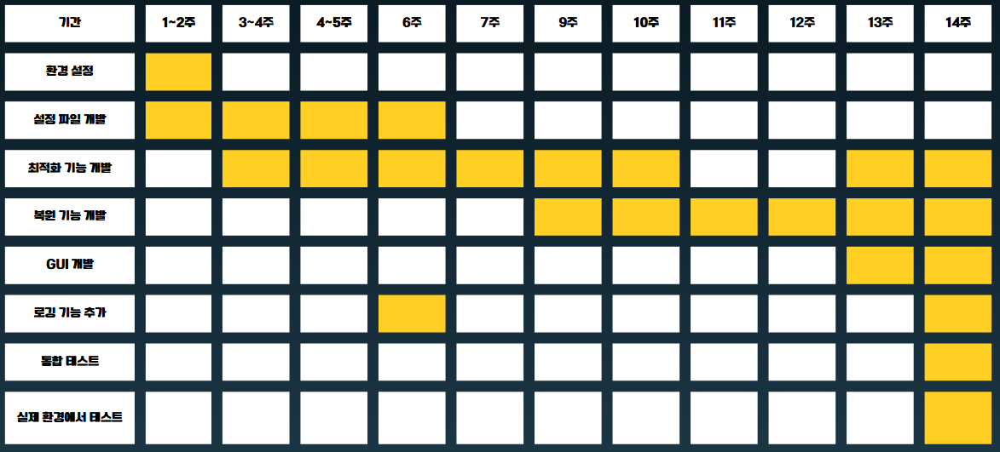 기간 1~2주 3~4주 4~5주 6주 7주 9주 10주 11주 12주 13주 14주
환경 설정
설정 파일 개발
최적화 기능 개발
복원 기능 개발
GUI 개발
로깅 기능 추가
통합 테스트
실제 환경에서 테스트